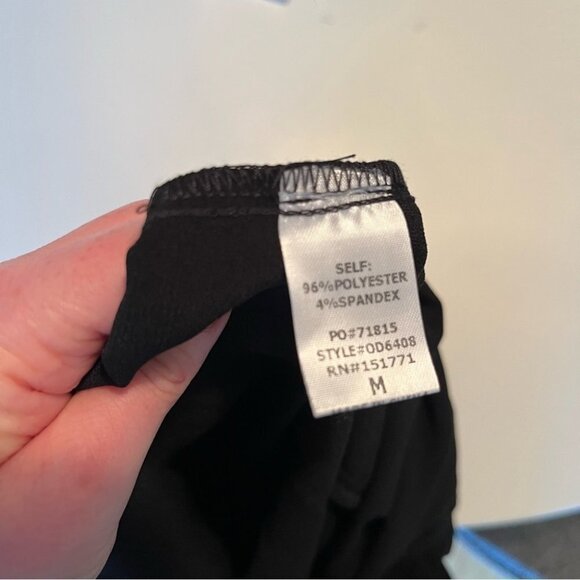 SELF:
96%POLYESTER
4%SPANDEX
PO#71815
STYLE#OD6408
RN#151771
M